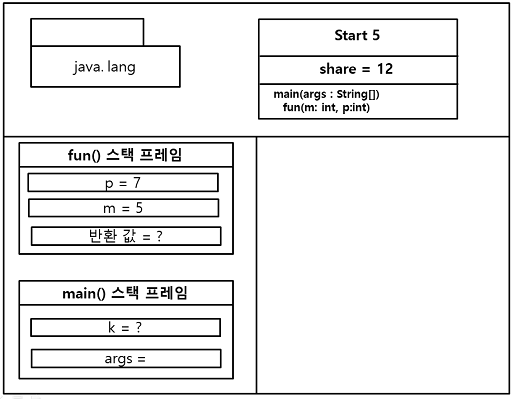 java. lang
Start 5
share = 12
main(args : String[])
fun(m: int, p:int)
fun() 스택 프레임
p = 7
m = 5
반환 값 = ?
main() 스택 프레임
k = ?
args =